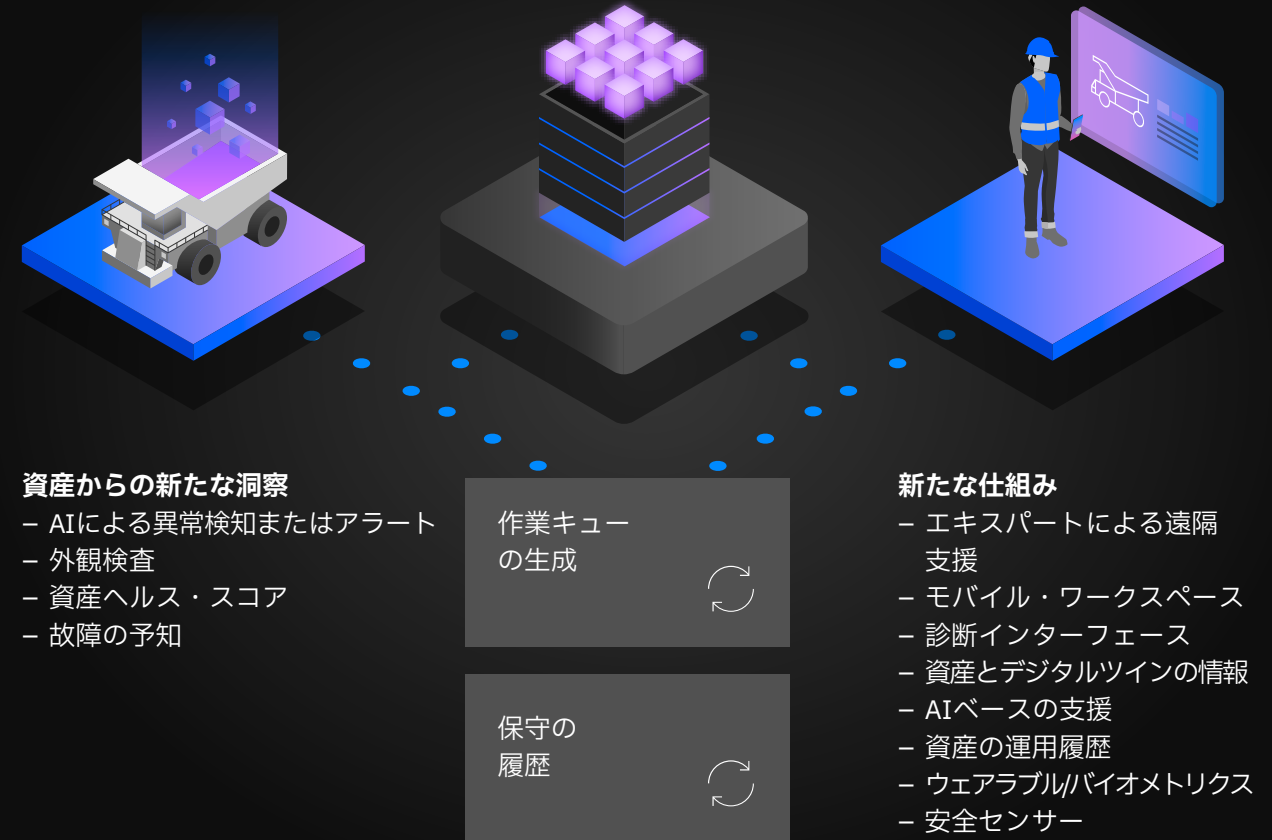 資産からの新たな洞察
– AIによる異常検知またはアラート
– 外観検査
– 資産ヘルス・スコア
– 故障の予知
作業キュー
の生成
保守の
履歴
新たな仕組み
– エキスパートによる遠隔
支援
– モバイル・ワークスペース
– 診断インターフェース
– 資産とデジタルツインの情報
– AIベースの支援
– 資産の運用履歴
– ウェアラブル/バイオメトリクス
– 安全センサー